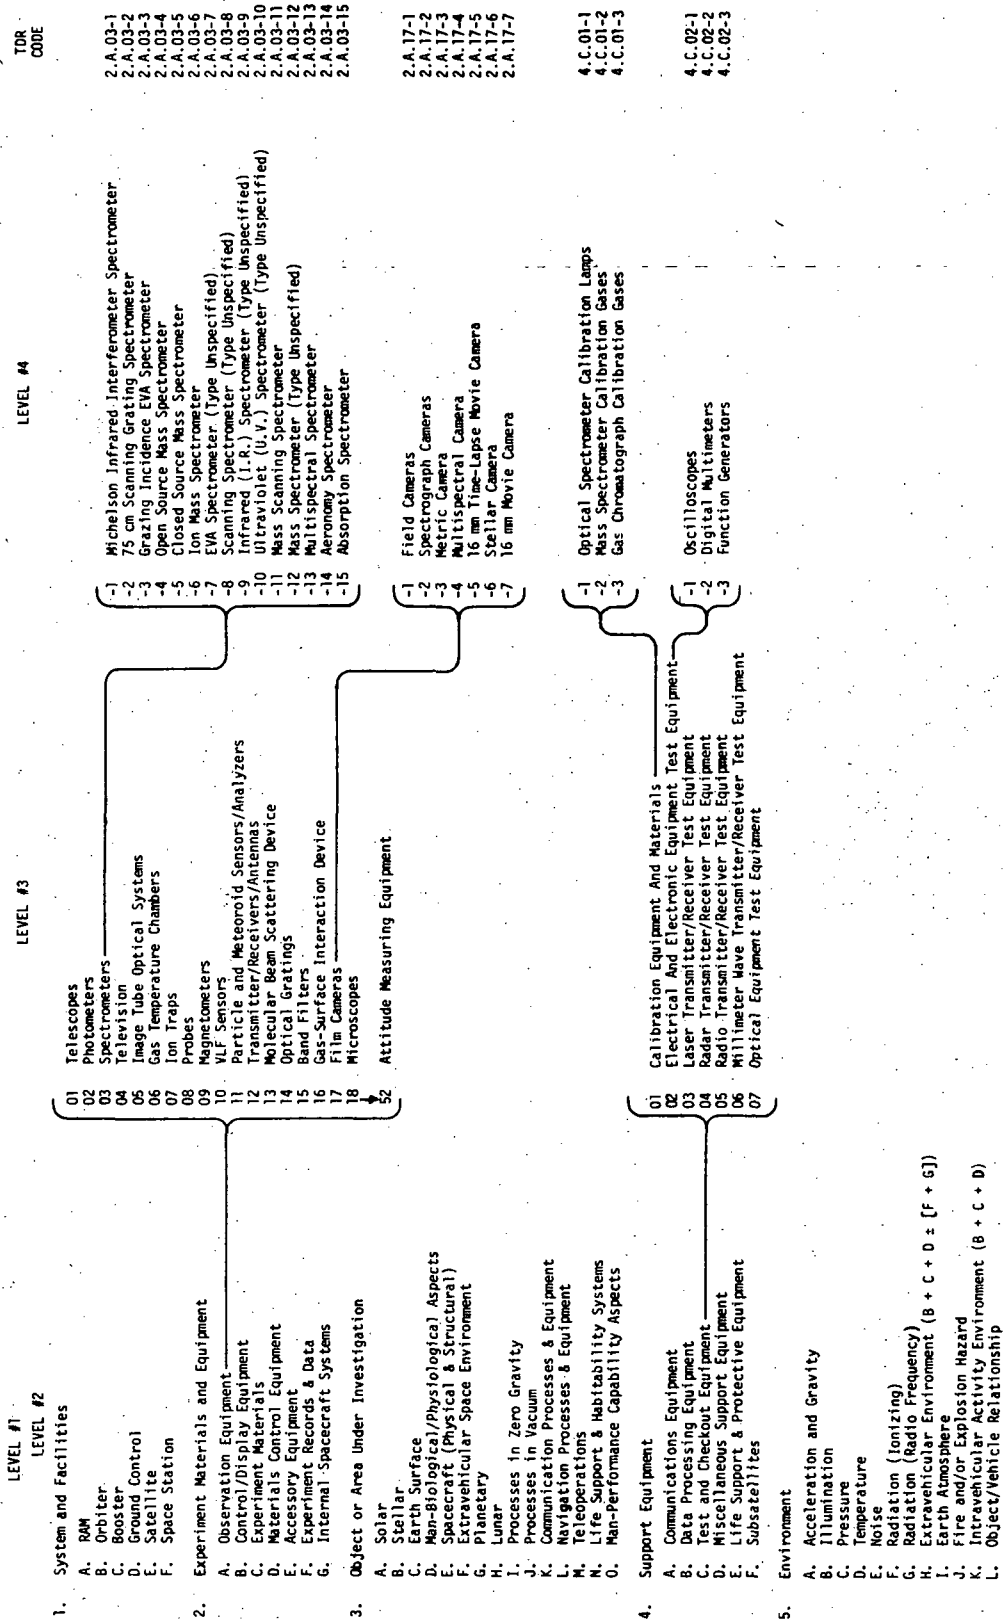 LEVEL #1
LEVEL #2
LEVEL #3
LEVEL #4
TDR
CODE
1. System and Facilities
A. RAM
B. Orbiter
C. Booster
D. Ground Control
E. Satellite
F. Space Station
2. Experiment Materials and Equipment
A. Observation Equipment
B. Control/Display Equipment
C. Experiment Materials
D. Materials Control Equipment
E. Accessory Equipment
F. Experiment Records & Data
G. Internal Spacecraft Systems
3. Object or Area Under Investigation
A. Solar
B. Stellar
C. Earth Surface
D. Man-Biological/Physiological Aspects
E. Spacecraft (Physical & Structural)
F. Extravehicular Space Environment
G. Planetary
H. Lunar
I. Processes in Zero Gravity
J. Processes in Vacuum
K. Communication Processes & Equipment
L. Navigation Processes & Equipment
M. Teleoperations
N. Life Support & Habitability Systems
O. Man-Performance Capability Aspects
4. Support Equipment
A. Communications Equipment
B. Data Processing Equipment
C. Test and Checkout Equipment
D. Miscellaneous Support Equipment
E. Life Support & Protective Equipment
F. Subsatellites
5. Environment
A. Acceleration and Gravity
B. Illumination
C. Pressure
D. Temperature
E. Noise
F. Radiation (Ionizing)
G. Radiation (Radio Frequency)
H. Extravehicular Environment (B + C + D ± [F + G])
I. Earth Atmosphere
J. Fire and/or Explosion Hazard
K. Intravehicular Activity Environment (B + C + D)
L. Object/Vehicle Relationship
01 Telescopes
02 Photometers
03 Spectrometers
04 Television
05 Image Tube Optical Systems
06 Gas Temperature Chambers
07 Ion Traps
08 Probes
09 Magnetometers
10 VLF Sensors
11 Particle and Meteoroid Sensors/Analyzers
12 Transmitter/Receivers/Antennas
13 Molecular Beam Scattering Device
14 Optical Gratings
15 Band Filters
16 Gas-Surface Interaction Device
17 Film Cameras
18 Microscopes
52 Attitude Measuring Equipment
01 Calibration Equipment And Materials
02 Electrical And Electronic Equipment Test Equipment
03 Laser Transmitter/Receiver Test Equipment
04 Radar Transmitter/Receiver Test Equipment
05 Radio Transmitter/Receiver Test Equipment
06 Millimeter Wave Transmitter/Receiver Test Equipment
07 Optical Equipment Test Equipment
-1 Michelson Infrared Interferometer Spectrometer 2.A.03-1
-2 75 cm Scanning Grating Spectrometer 2.A.03-2
-3 Grazing Incidence EVA Spectrometer 2.A.03-3
-4 Open Source Mass Spectrometer 2.A.03-4
-5 Closed Source Mass Spectrometer 2.A.03-5
-6 Ion Mass Spectrometer 2.A.03-6
-7 EVA Spectrometer (Type Unspecified) 2.A.03-7
-8 Scanning Spectrometer (Type Unspecified) 2.A.03-8
-9 Infrared (I.R.) Spectrometer (Type Unspecified) 2.A.03-9
-10 Ultraviolet (U.V.) Spectrometer (Type Unspecified) 2.A.03-10
-11 Mass Scanning Spectrometer 2.A.03-11
-12 Mass Spectrometer (Type Unspecified) 2.A.03-12
-13 Multispectral Spectrometer 2.A.03-13
-14 Aeronomy Spectrometer 2.A.03-14
-15 Absorption Spectrometer 2.A.03-15
-1 Field Cameras 2.A.17-1
-2 Spectrograph Cameras 2.A.17-2
-3 Metric Camera 2.A.17-3
-4 Multispectral Camera 2.A.17-4
-5 16 mm Time-Lapse Movie Camera 2.A.17-5
-6 Stellar Camera 2.A.17-6
-7 16 mm Movie Camera 2.A.17-7
-1 Optical Spectrometer Calibration Lamps 4.C.01-1
-2 Mass Spectrometer Calibration Gases 4.C.01-2
-3 Gas Chromatograph Calibration Gases 4.C.01-3
-1 Oscilloscopes 4.C.02-1
-2 Digital Multimeters 4.C.02-2
-3 Function Generators 4.C.02-3